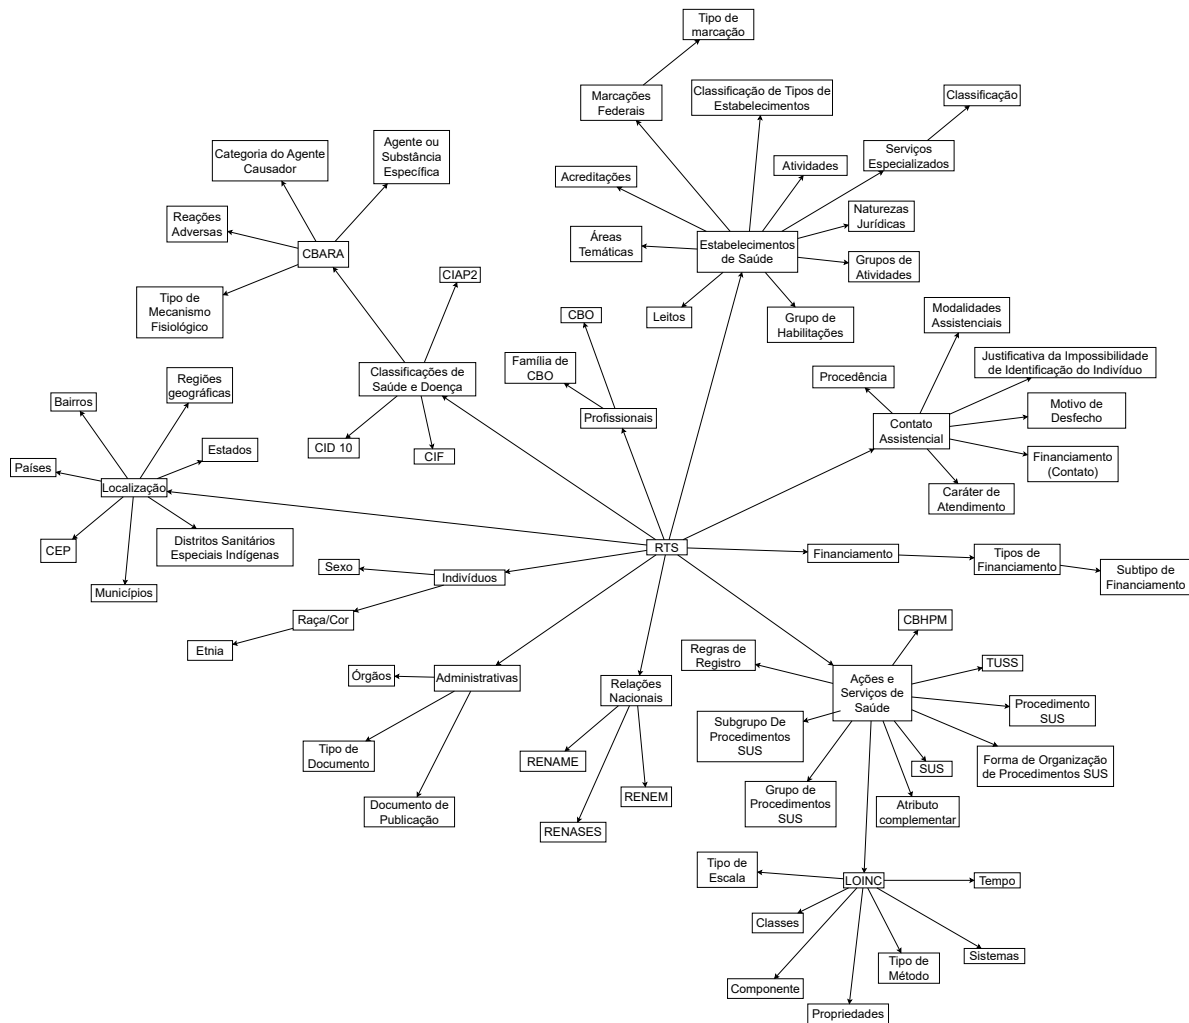 Tipo de
marcação
Marcações
Federais
Classificação de Tipos de
Estabelecimentos
Classificação
Serviços
Especializados
Atividades
Acreditações
Naturezas
Jurídicas
Áreas
Temáticas
Estabelecimentos
de Saúde
Grupos de
Atividades
Leitos
Grupo de
Habilitações
Categoria do Agente
Causador
Agente ou
Substância
Específica
Reações
Adversas
CBARA
Tipo de
Mecanismo
Fisiológico
CIAP2
Classificações de
Saúde e Doença
CID 10
CIF
CBO
Família de
CBO
Profissionais
Modalidades
Assistenciais
Justificativa da Impossibilidade
de Identificação do Indivíduo
Procedência
Motivo de
Desfecho
Contato
Assistencial
Financiamento
(Contato)
Caráter de
Atendimento
Regiões
geográficas
Bairros
Estados
Países
Localização
CEP
Distritos Sanitários
Especiais Indígenas
Municípios
RTS
Financiamento
Tipos de
Financiamento
Subtipo de
Financiamento
Sexo
Indivíduos
Raça/Cor
Etnia
Órgãos
Administrativas
Tipo de
Documento
Documento de
Publicação
Relações
Nacionais
RENAME
RENASES
RENEM
CBHPM
Regras de
Registro
TUSS
Ações e
Serviços de
Saúde
Procedimento
SUS
Subgrupo De
Procedimentos
SUS
Forma de Organização
de Procedimentos SUS
SUS
Grupo de
Procedimentos
SUS
Atributo
complementar
Tipo de
Escala
LOINC
Tempo
Classes
Sistemas
Tipo de
Método
Componente
Propriedades